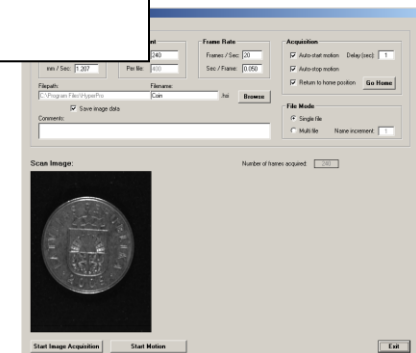 nt
Frame Rate
Acquisition
240
Frames / Sec: 20
Auto-start motion Delay (sec): 1
mm / Sec: 1.207
Per file: 400
Sec / Frame: 0.050
Auto-stop motion
Return to home position Go Home
Filepath:
Filename:
C:\Program Files\HyperPro
Coin
.hsi
Browse
Save image data
File Mode
Comments:
Single file
Multi file Name increment: 1
Scan Image:
Number of frames acquired: 240
Start Image Acquisition
Start Motion
Exit